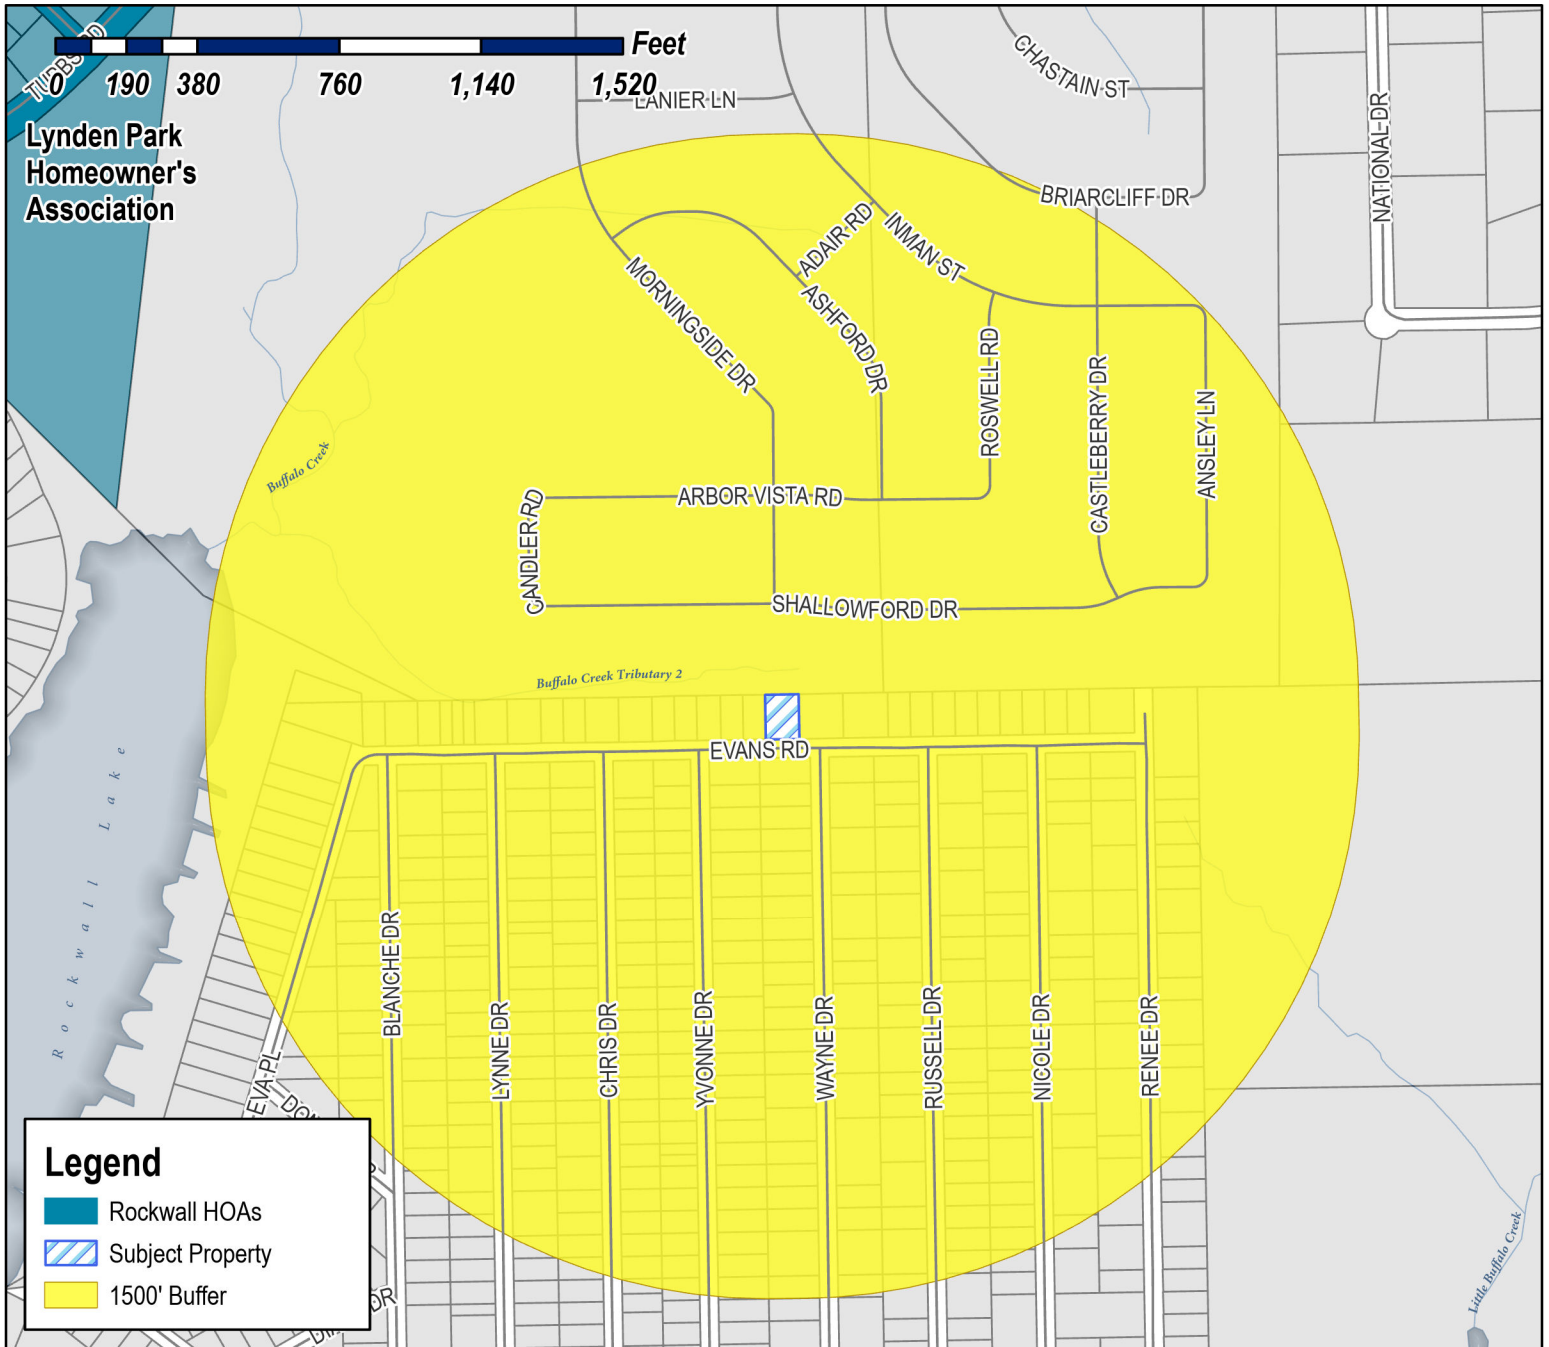 TUBBS RD
Feet
0 190 380 760 1,140 1,520
Lynden Park
Homeowner's
Association
LANIER LN
CHASTAIN ST
NATIONAL DR
BRIARCLIFF DR
ADAIR RD
INMAN ST
MORNINGSIDE DR
ASHFORD DR
ROSWELL RD
CASTLEBERRY DR
ANSLEY LN
Buffalo Creek
ARBOR VISTA RD
CANDLER RD
SHALLOWFORD DR
Buffalo Creek Tributary 2
EVANS RD
Rockwall Lake
BLANCHE DR
LYNNE DR
CHRIS DR
YVONNE DR
WAYNE DR
RUSSELL DR
NICOLE DR
RENEE DR
EVA PL
Little Buffalo Creek
DR
Legend
Rockwall HOAs
Subject Property
1500' Buffer